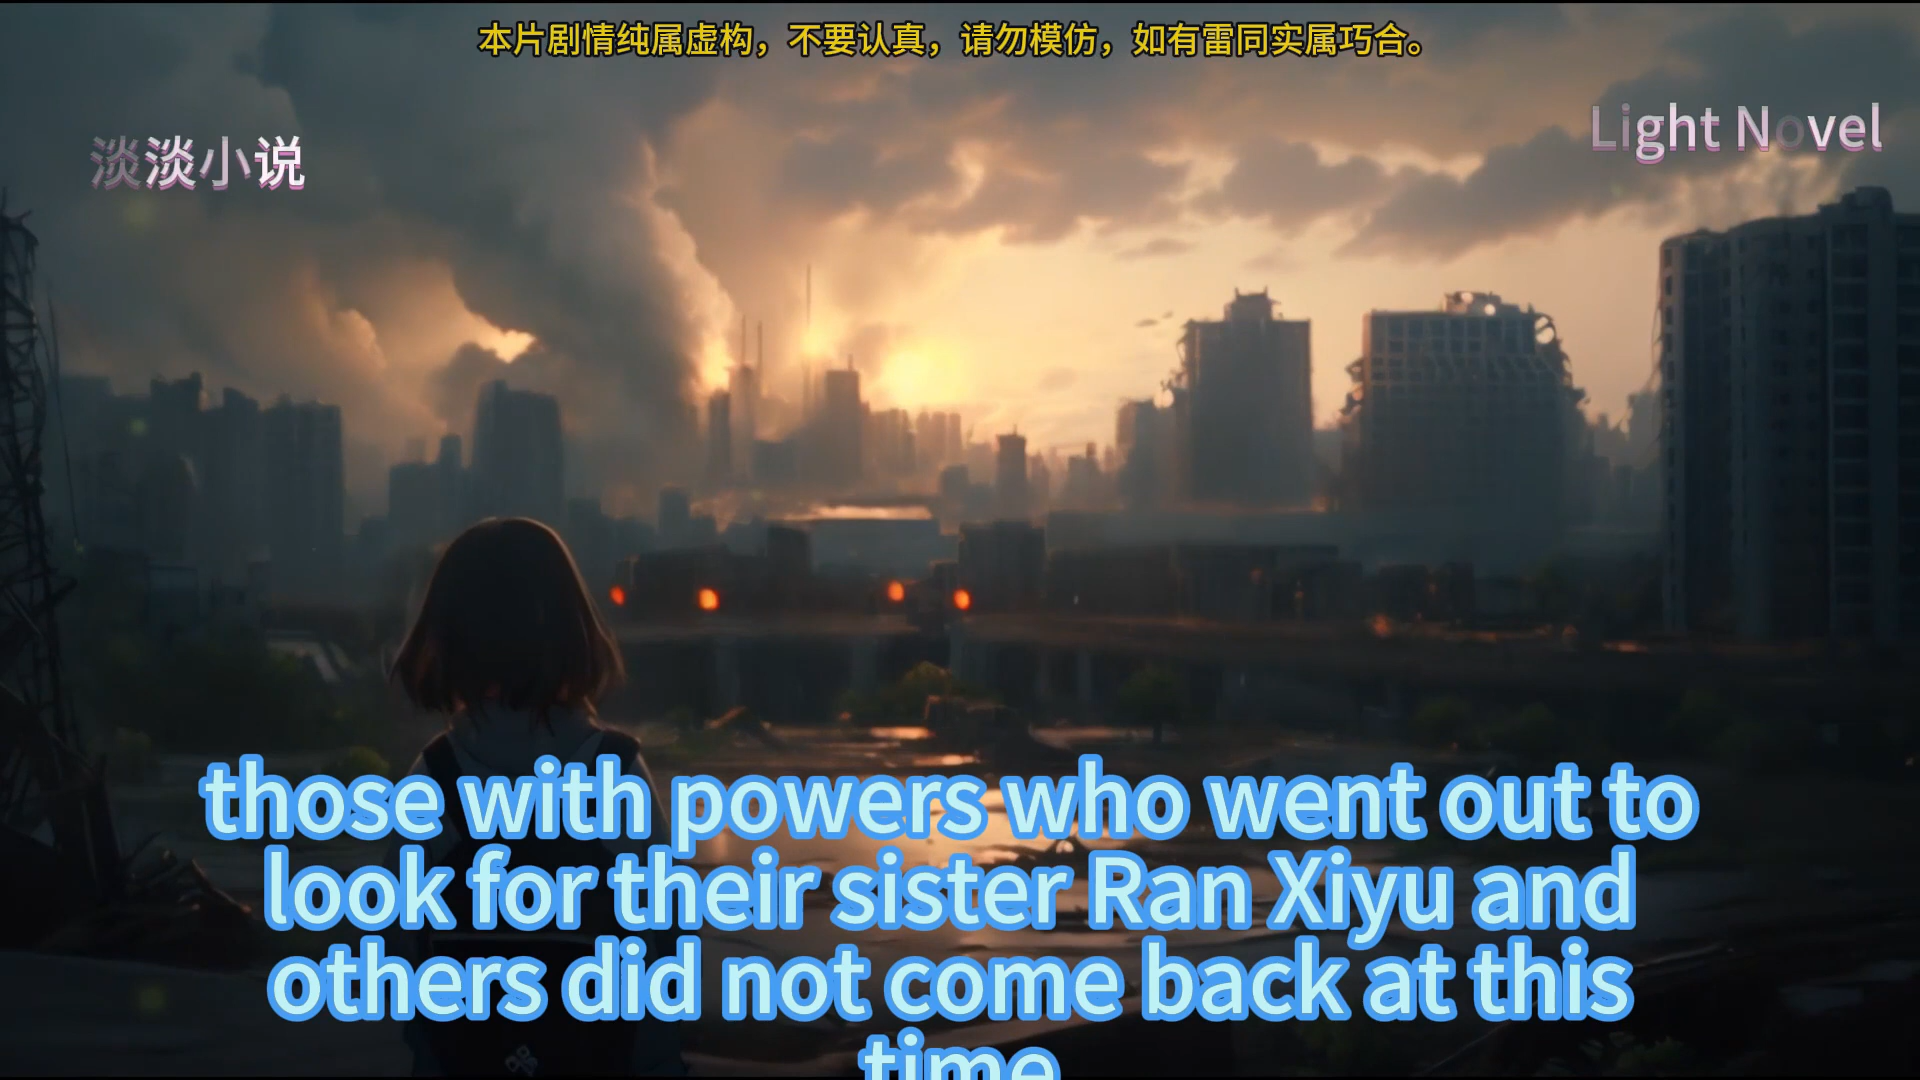 本片剧情纯属虚构，不要认真，请勿模仿，如有雷同实属巧合。
淡淡小说
Light Novel
those with powers who went out to
look for their sister Ran Xiyu and
others did not come back at this
time